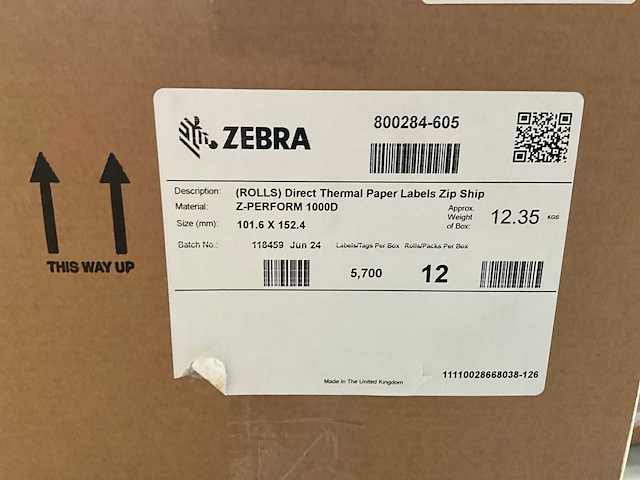 ZEBRA
800284-605
Description: (ROLLS) Direct Thermal Paper Labels Zip Ship
Material: Z-PERFORM 1000D
Size (mm): 101.6 X 152.4
Approx. Weight of Box: 12.35 KGS
Batch No.: 118459 Jun 24 Labels/Tags Per Box Rolls/Packs Per Box
5,700 12
THIS WAY UP
Made In The United Kingdom
11110028668038-126